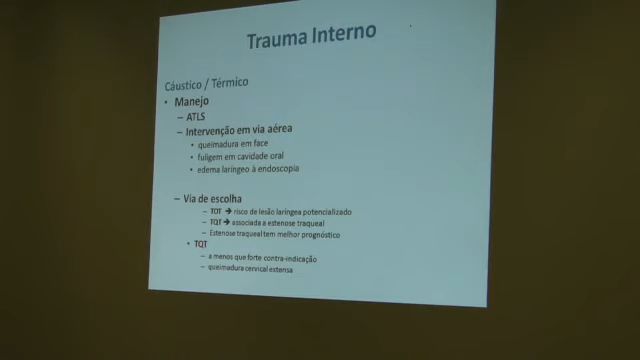 Trauma Interno
Cáustico / Térmico
• Manejo
– ATLS
– Intervenção em via aérea
• queimadura em face
• fuligem em cavidade oral
• edema laríngeo à endoscopia
– Via de escolha
– TOT ➔ risco de lesão laríngea potencializado
– TQT ➔ associada a estenose traqueal
– Estenose traqueal tem melhor prognóstico
• TQT
– a menos que forte contra-indicação
– queimadura cervical extensa